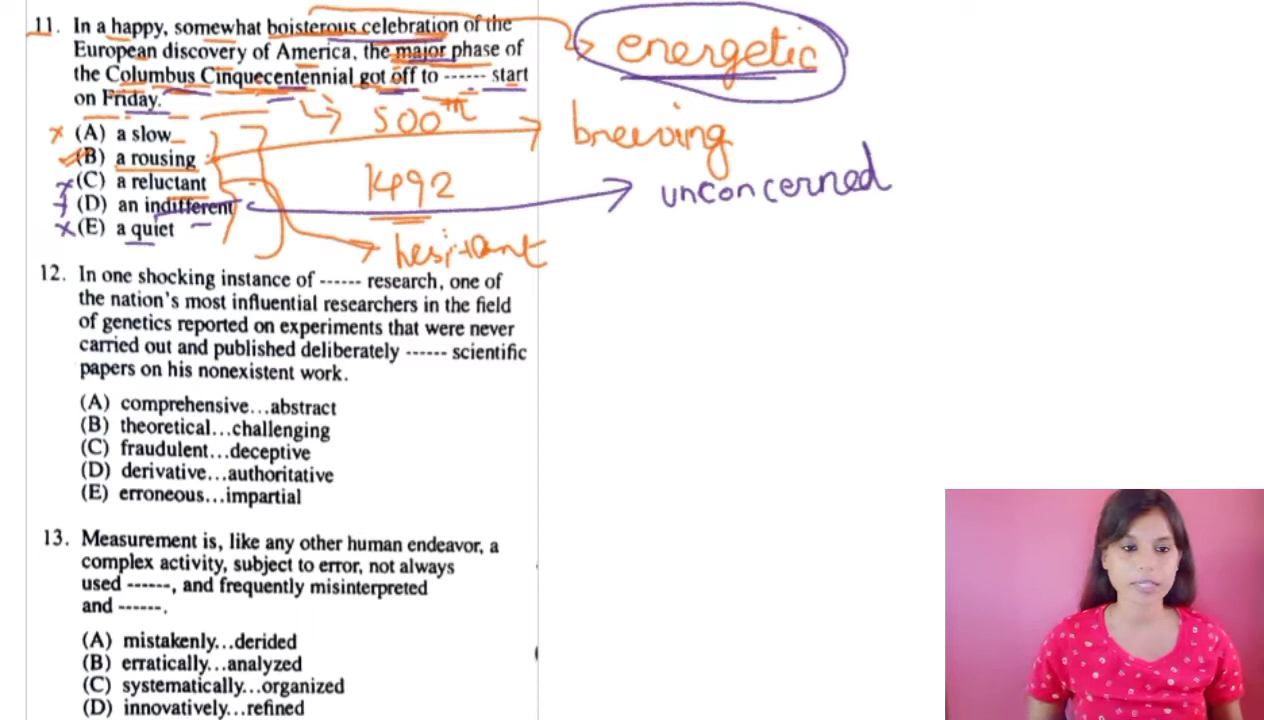 11. In a happy, somewhat boisterous celebration of the
European discovery of America, the major phase of
the Columbus Cinquecentennial got off to ------ start
on Friday.
(A) a slow
(B) a rousing
(C) a reluctant
(D) an indifferent
(E) a quiet
energetic
500th
1492
unconcerned
hesitant
12. In one shocking instance of ------ research, one of
the nation's most influential researchers in the field
of genetics reported on experiments that were never
carried out and published deliberately ------ scientific
papers on his nonexistent work.
(A) comprehensive...abstract
(B) theoretical...challenging
(C) fraudulent...deceptive
(D) derivative...authoritative
(E) erroneous...impartial
13. Measurement is, like any other human endeavor, a
complex activity, subject to error, not always
used ------, and frequently misinterpreted
and ------.
(A) mistakenly...derided
(B) erratically...analyzed
(C) systematically...organized
(D) innovatively...refined